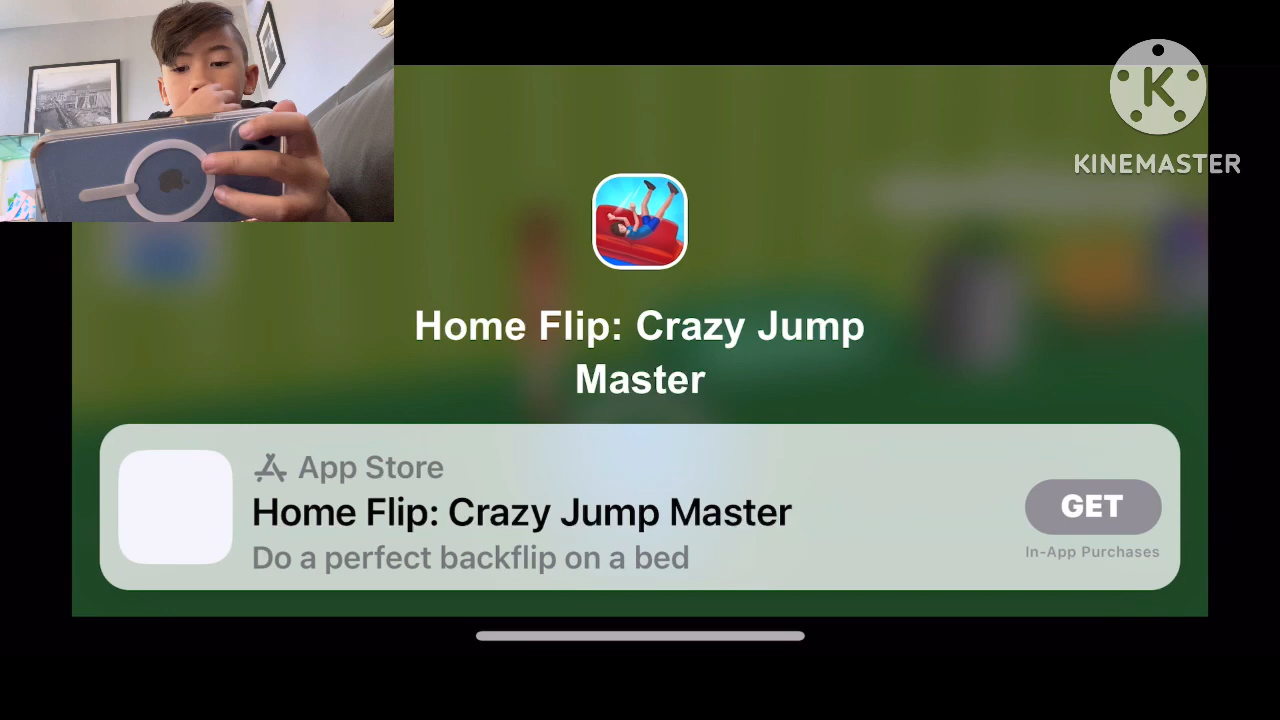 KINEMASTER
Home Flip: Crazy Jump
Master
App Store
Home Flip: Crazy Jump Master
Do a perfect backflip on a bed
GET
In-App Purchases